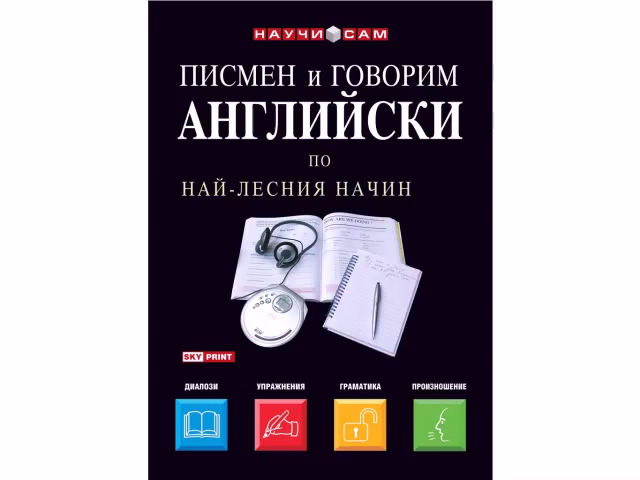 НАУЧИ САМ
ПИСМЕН и ГОВОРИМ
АНГЛИЙСКИ
ПО
НАЙ-ЛЕСНИЯ НАЧИН
SKY PRINT
ДИАЛОЗИ УПРАЖНЕНИЯ ГРАМАТИКА ПРОИЗНОШЕНИЕ